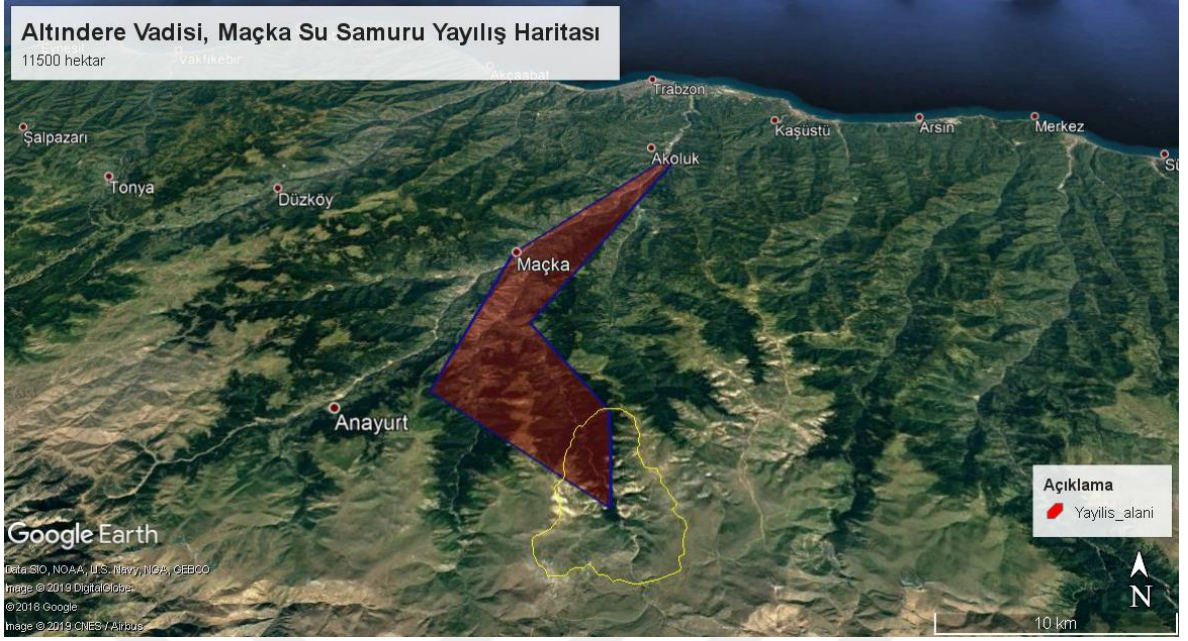 Altındere Vadisi, Maçka Su Samuru Yayılış Haritası
11500 hektar
Eynesil
Vakfıkebir
Akçaabat
Trabzon
Şalpazarı
Kaşüstü
Arsin
Merkez
Akoluk
Sü
Tonya
Düzköy
Maçka
Anayurt
Açıklama
Yayilis_alani
Google Earth
Data SIO, NOAA, U.S. Navy, NGA, GEBCO
Image © 2019 DigitalGlobe
© 2018 Google
Image © 2019 CNES / Airbus
N
10 km